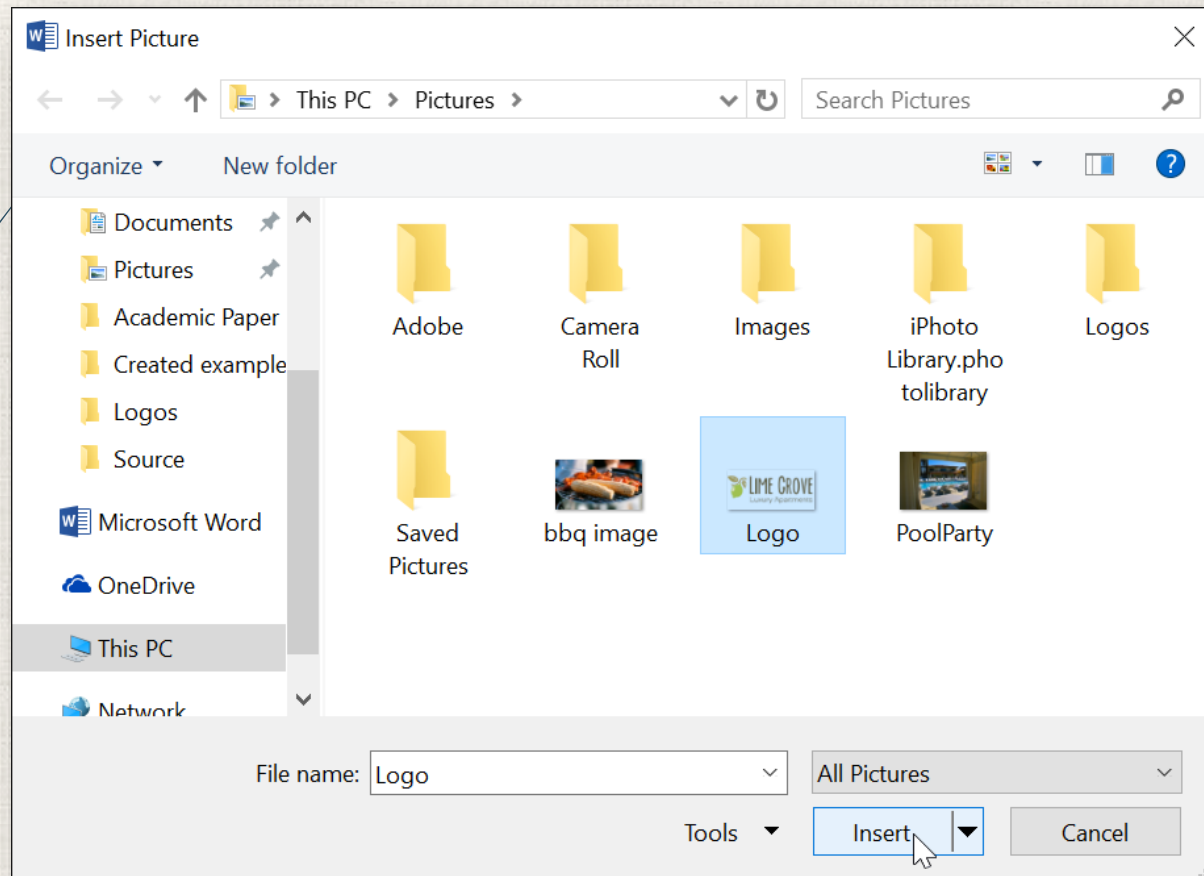 Insert Picture
This PC > Pictures >
Search Pictures
Organize
New folder
?
Documents
Pictures
Academic Paper
Created example
Logos
Source
Microsoft Word
OneDrive
This PC
Network
Adobe
Camera
Roll
Images
iPhoto
Library.pho
tolibrary
Logos
Saved
Pictures
bbq image
LIME GROVE
Luxury Apartments
Logo
PoolParty
File name: Logo
All Pictures
Tools
Insert
Cancel